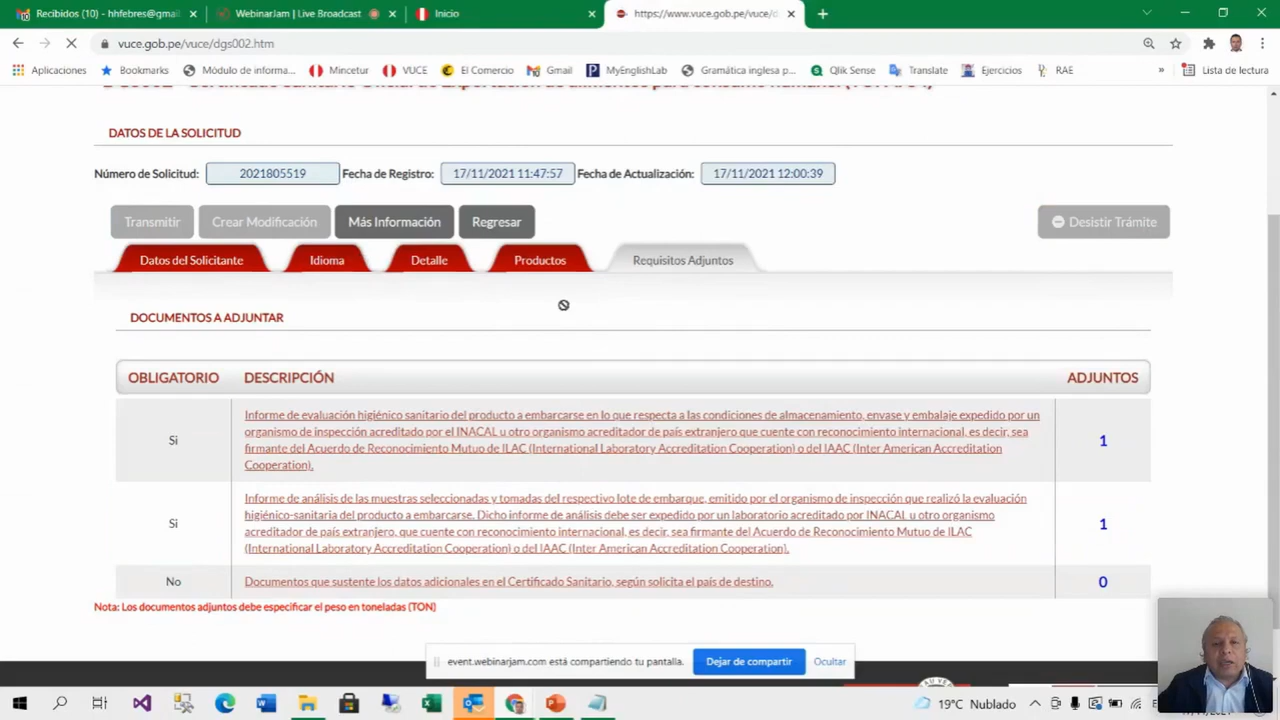 Recibidos (10) - hhfebres@gmail
WebinarJam | Live Broadcast
Inicio
https://www.vuce.gob.pe/vuce/d
vuce.gob.pe/vuce/dgs002.htm
Aplicaciones
Bookmarks
Módulo de informa...
Mincetur
VUCE
El Comercio
Gmail
MyEnglishLab
Gramática inglesa p...
Qlik Sense
Translate
Ejercicios
RAE
»
Lista de lectura
DATOS DE LA SOLICITUD
Número de Solicitud: 2021805519 Fecha de Registro: 17/11/2021 11:47:57 Fecha de Actualización: 17/11/2021 12:00:39
Transmitir Crear Modificación Más Información Regresar Desistir Trámite
Datos del Solicitante Idioma Detalle Productos Requisitos Adjuntos
DOCUMENTOS A ADJUNTAR
OBLIGATORIO DESCRIPCIÓN ADJUNTOS
Informe de evaluación higiénico sanitario del producto a embarcarse en lo que respecta a las condiciones de almacenamiento, envase y embalaje expedido por un
organismo de inspección acreditado por el INACAL u otro organismo acreditador de país extranjero que cuente con reconocimiento internacional, es decir, sea
Si
1
firmante del Acuerdo de Reconocimiento Mutuo de ILAC (International Laboratory Accreditation Cooperation) o del IAAC (Inter American Accreditation
Cooperation).
Informe de análisis de las muestras seleccionadas y tomadas del respectivo lote de embarque, emitido por el organismo de inspección que realizó la evaluación
higiénico-sanitaria del producto a embarcarse. Dicho informe de análisis debe ser expedido por un laboratorio acreditado por INACAL u otro organismo
Si
1
acreditador de país extranjero, que cuente con reconocimiento internacional, es decir, sea firmante del Acuerdo de Reconocimiento Mutuo de ILAC
(International Laboratory Accreditation Cooperation) o del IAAC (Inter American Accreditation Cooperation).
No Documentos que sustente los datos adicionales en el Certificado Sanitario, según solicita el país de destino. 0
Nota: Los documentos adjuntos debe especificar el peso en toneladas (TON)
event.webinarjam.com está compartiendo tu pantalla. Dejar de compartir Ocultar
19°C Nublado